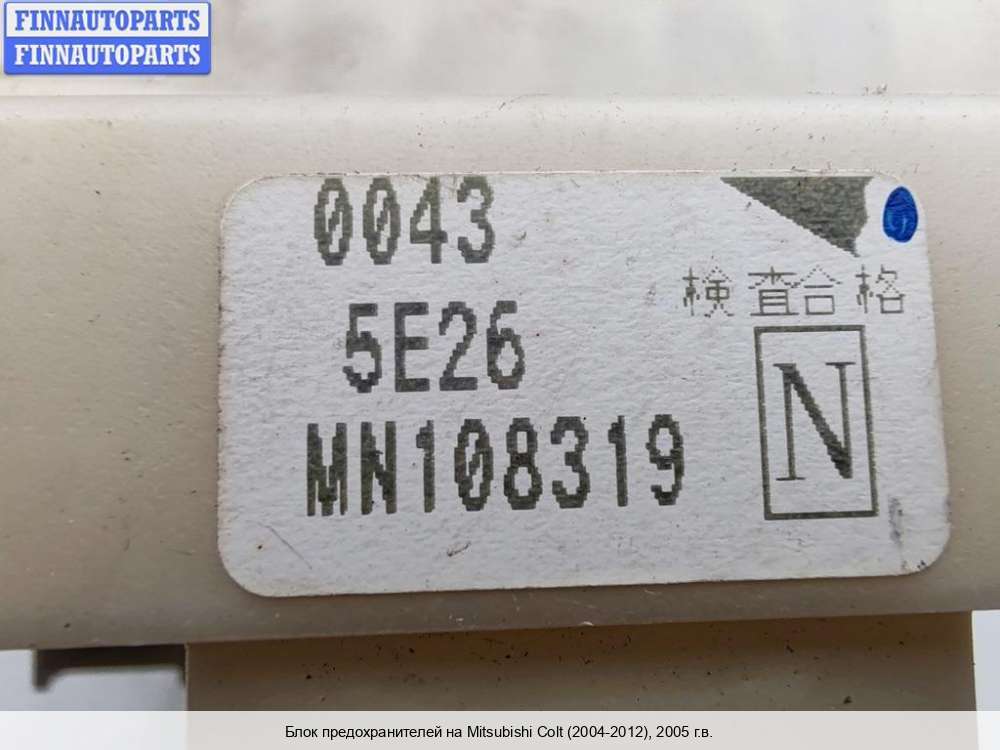 FINNAUTOPARTS
FINNAUTOPARTS
0043
検査合格
5E26
N
MN108319
Блок предохранителей на Mitsubishi Colt (2004-2012), 2005 г.в.